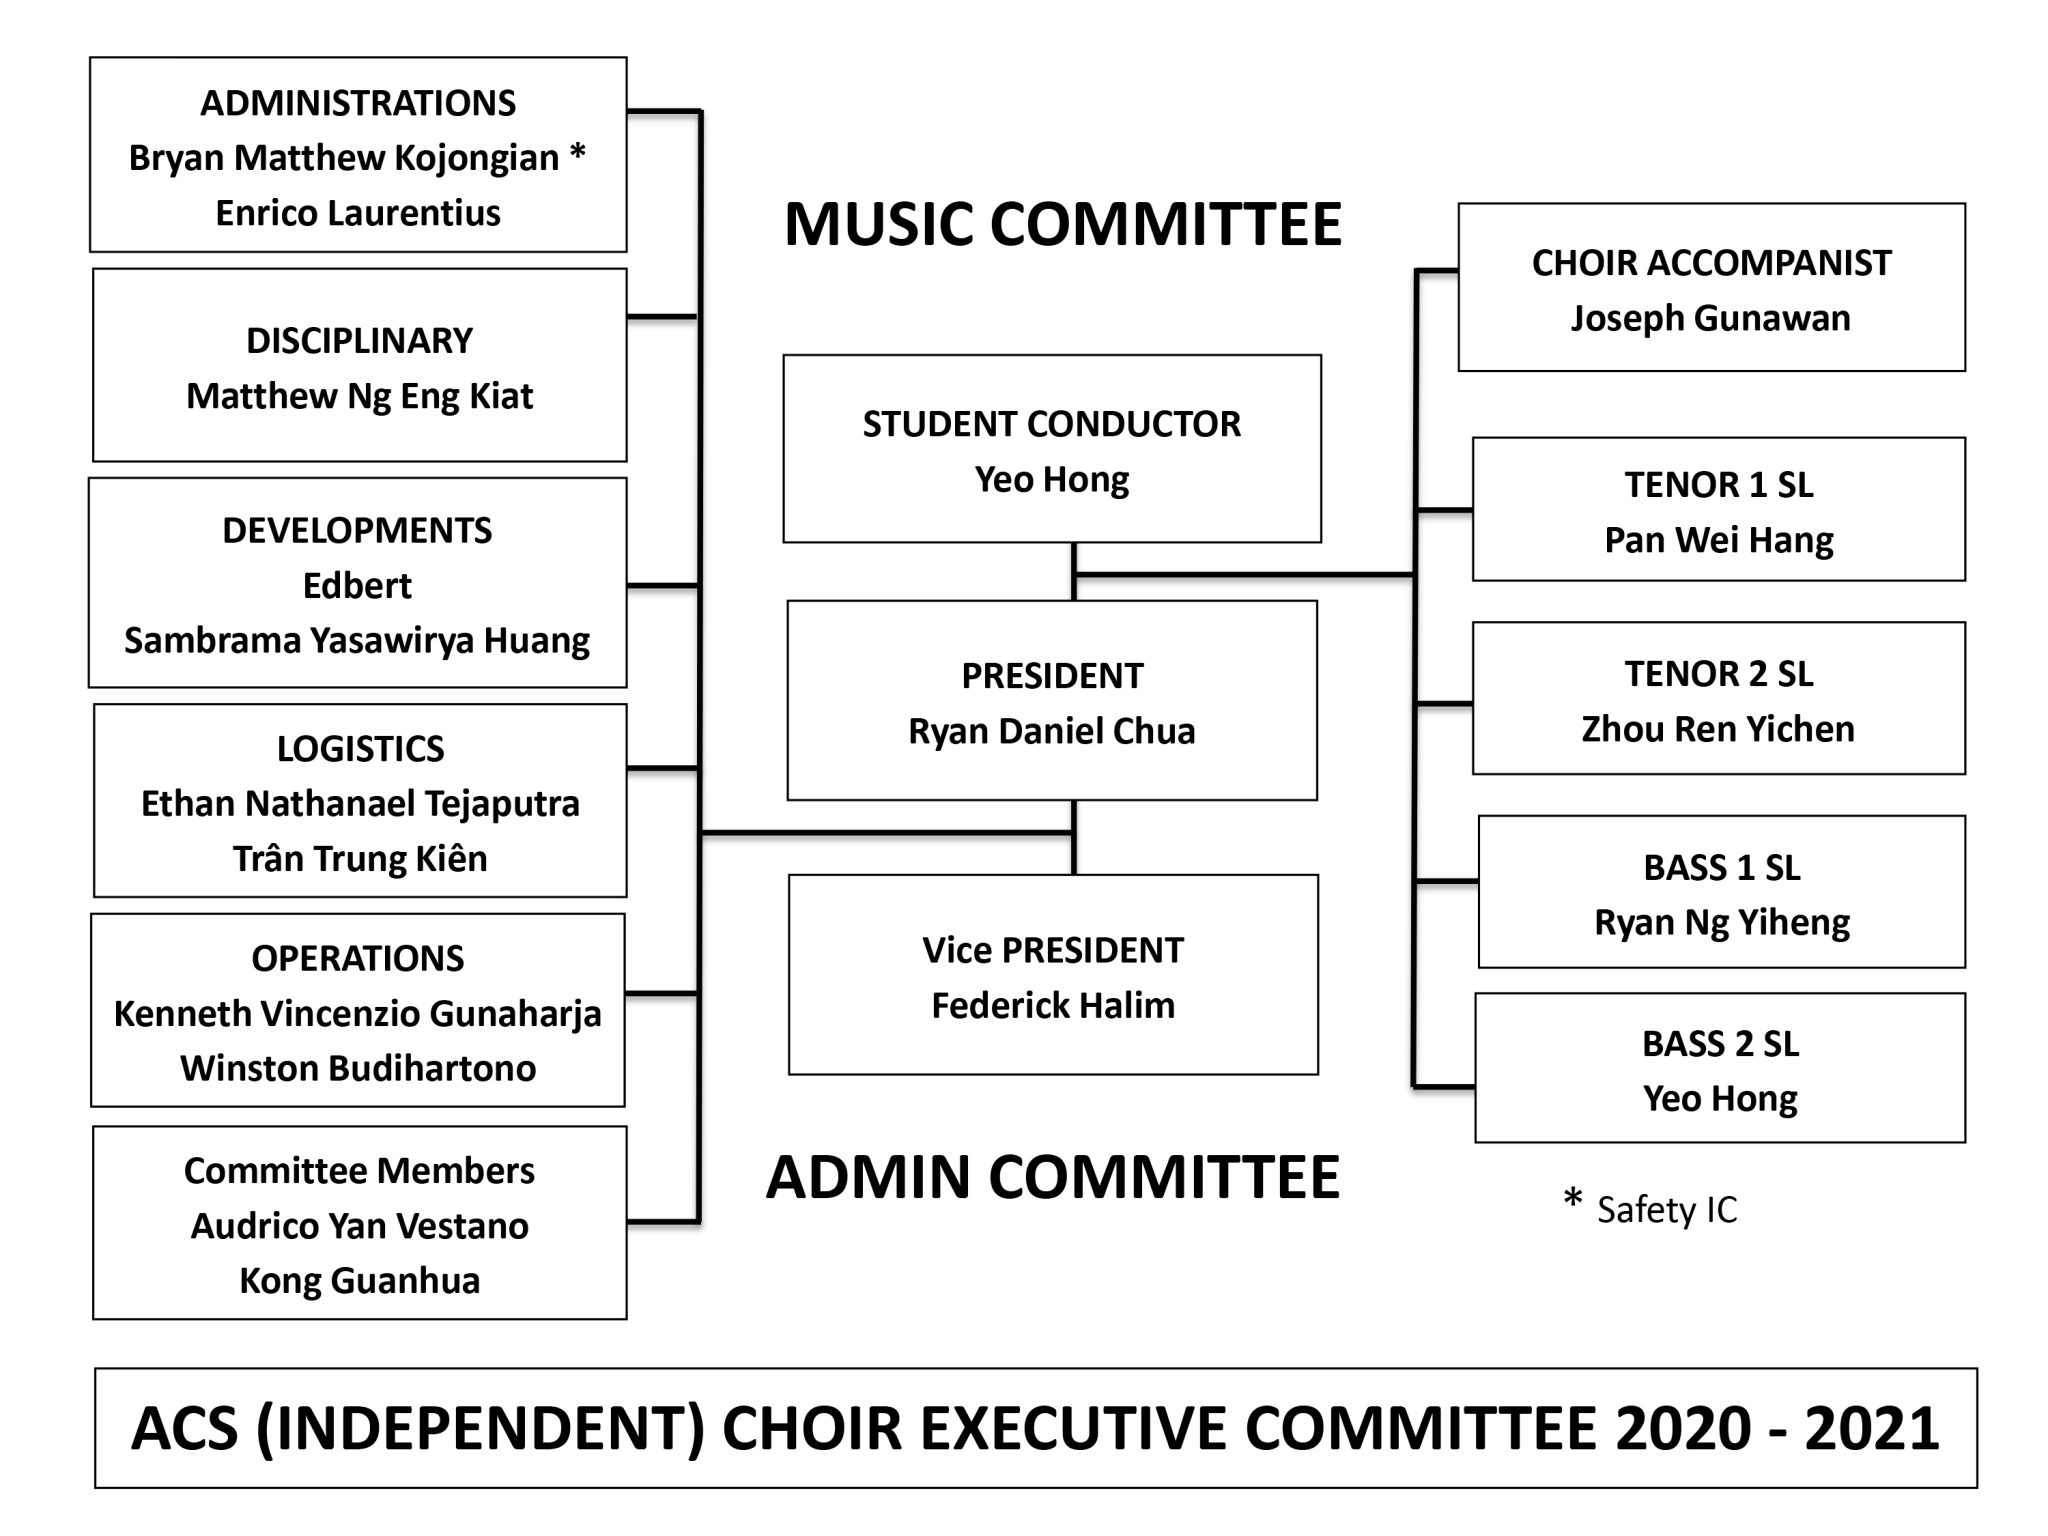 ADMINISTRATIONS
Bryan Matthew Kojongian *
Enrico Laurentius
DISCIPLINARY
Matthew Ng Eng Kiat
DEVELOPMENTS
Edbert
Sambrama Yasawirya Huang
LOGISTICS
Ethan Nathanael Tejaputra
Trân Trung Kiên
OPERATIONS
Kenneth Vincenzio Gunaharja
Winston Budihartono
Committee Members
Audrico Yan Vestano
Kong Guanhua
MUSIC COMMITTEE
STUDENT CONDUCTOR
Yeo Hong
PRESIDENT
Ryan Daniel Chua
Vice PRESIDENT
Federick Halim
ADMIN COMMITTEE
CHOIR ACCOMPANIST
Joseph Gunawan
TENOR 1 SL
Pan Wei Hang
TENOR 2 SL
Zhou Ren Yichen
BASS 1 SL
Ryan Ng Yiheng
BASS 2 SL
Yeo Hong
* Safety IC
ACS (INDEPENDENT) CHOIR EXECUTIVE COMMITTEE 2020 - 2021